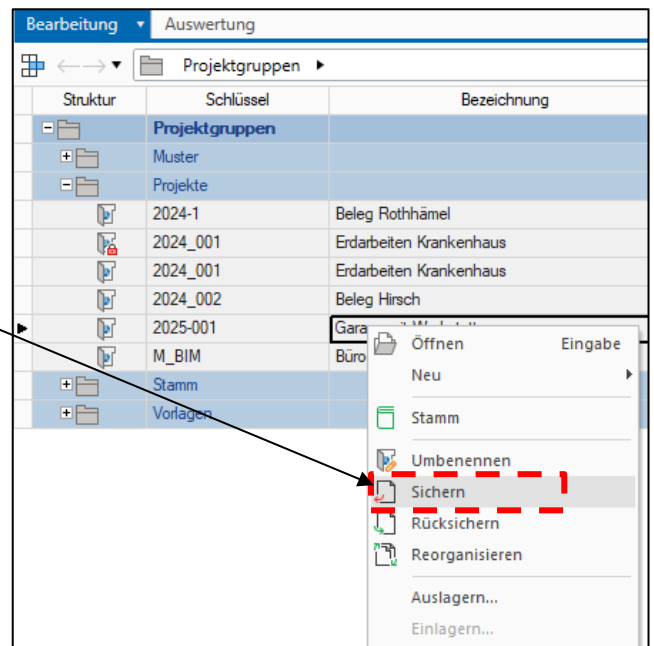 Bearbeitung Auswertung
Projektgruppen
Struktur Schlüssel Bezeichnung
Projektgruppen
Muster
Projekte
2024-1 Beleg Rothhämel
2024_001 Erdarbeiten Krankenhaus
2024_001 Erdarbeiten Krankenhaus
2024_002 Beleg Hirsch
2025-001
M_BIM Büro
Stamm
Vorlagen
Öffnen Eingabe
Neu
Stamm
Umbenennen
Sichern
Rücksichern
Reorganisieren
Auslagern...
Einlagern...